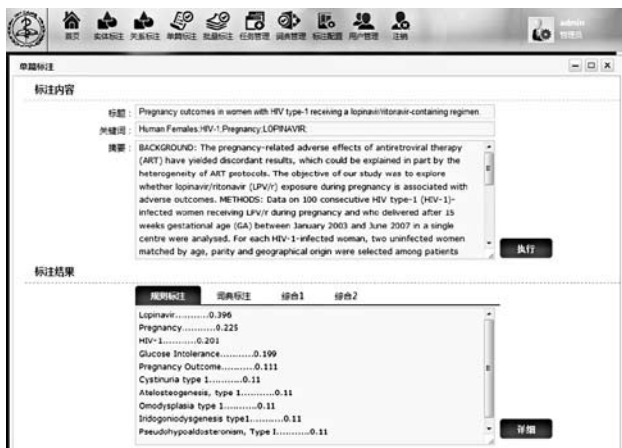 首页 实体标注 关系标注 单篇标注 批量标注 任务管理 词典管理 标注配置 用户管理 注销
admin
管理员
单篇标注
标注内容
标题： Pregnancy outcomes in women with HIV type-1 receiving a lopinavir/ritonavir-containing regimen.
关键词： Human Females;HIV-1;Pregnancy;LOPINAVIR;
摘要： BACKGROUND: The pregnancy-related adverse effects of antiretroviral therapy
(ART) have yielded discordant results, which could be explained in part by the
heterogeneity of ART protocols. The objective of our study was to explore
whether lopinavir/ritonavir (LPV/r) exposure during pregnancy is associated with
adverse outcomes. METHODS: Data on 100 consecutive HIV type-1 (HIV-1)-
infected women receiving LPV/r during pregnancy and who delivered after 15
weeks gestational age (GA) between January 2003 and June 2007 in a single
centre were analysed. For each HIV-1-infected woman, two uninfected women
matched by age, parity and geographical origin were selected among patients
执行
标注结果
规则标注 词典标注 综合1 综合2
Lopinavir...........0.396
Pregnancy...........0.225
HIV-1...........0.201
Glucose Intolerance...........0.199
Pregnancy Outcome...........0.111
Cystinuria type 1...........0.11
Atelosteogenesis, type 1...........0.11
Omodysplasia type 1...........0.11
Iridogoniodysgenesis type1...........0.11
Pseudohypoaldosteronism, Type I...........0.11
详细